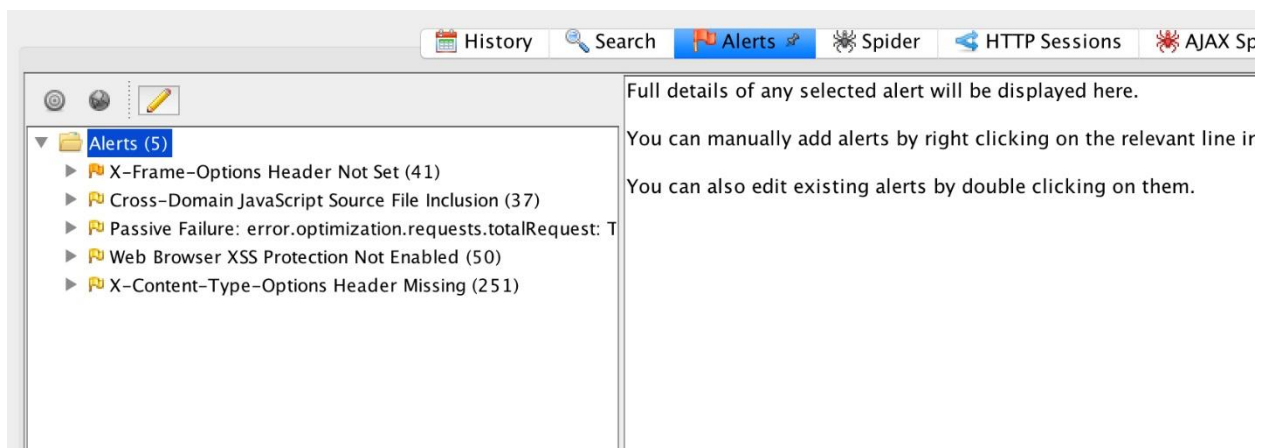 History Search Alerts Spider HTTP Sessions AJAX Sp
Full details of any selected alert will be displayed here.
You can manually add alerts by right clicking on the relevant line in
You can also edit existing alerts by double clicking on them.
Alerts (5)
X-Frame-Options Header Not Set (41)
Cross-Domain JavaScript Source File Inclusion (37)
Passive Failure: error.optimization.requests.totalRequest: T
Web Browser XSS Protection Not Enabled (50)
X-Content-Type-Options Header Missing (251)